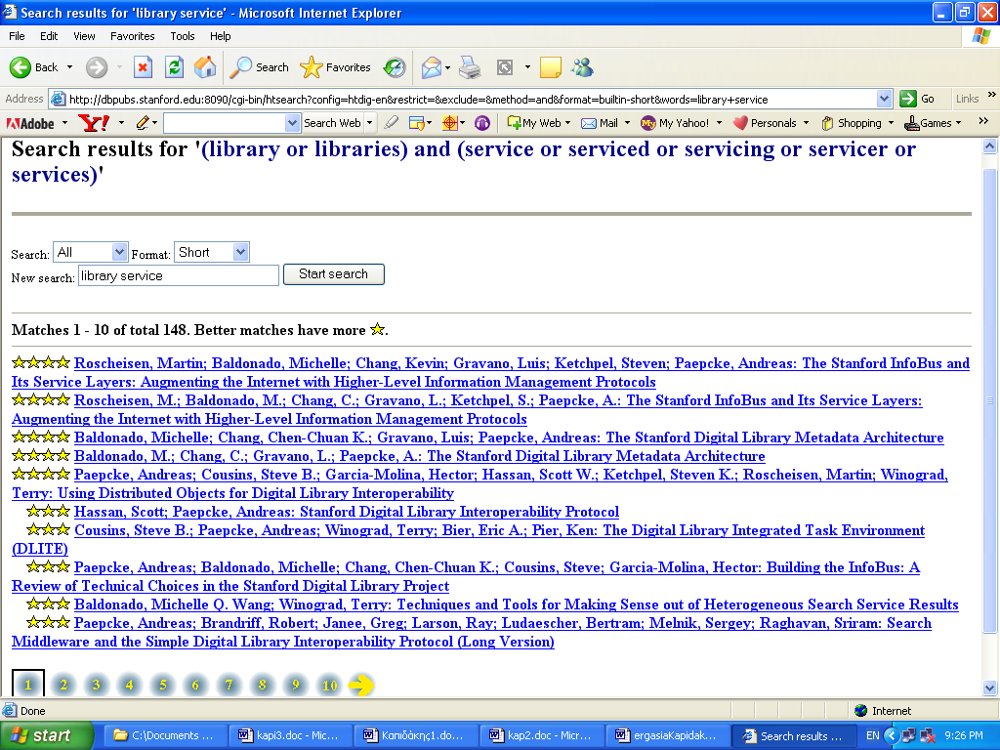 Search results for 'library service' - Microsoft Internet Explorer
File Edit View Favorites Tools Help
Back Search Favorites
Address http://dbpubs.stanford.edu:8090/cgi-bin/htsearch?config=htdig-en&restrict=&exclude=&method=and&format=builtin-short&words=library+service Go Links »
Adobe Y! Search Web My Web Mail My Yahoo! Personals Shopping Games »
Search results for '(library or libraries) and (service or serviced or servicing or servicer or
services)'
Search: All Format: Short
New search: library service Start search
Matches 1 - 10 of total 148. Better matches have more .
Roscheisen, Martin; Baldonado, Michelle; Chang, Kevin; Gravano, Luis; Ketchpel, Steven; Paepcke, Andreas: The Stanford InfoBus and
Its Service Layers: Augmenting the Internet with Higher-Level Information Management Protocols
Roscheisen, M.; Baldonado, M.; Chang, C.; Gravano, L.; Ketchpel, S.; Paepcke, A.: The Stanford InfoBus and Its Service Layers:
Augmenting the Internet with Higher-Level Information Management Protocols
Baldonado, Michelle; Chang, Chen-Chuan K.; Gravano, Luis; Paepcke, Andreas: The Stanford Digital Library Metadata Architecture
Baldonado, M.; Chang, C.; Gravano, L.; Paepcke, A.: The Stanford Digital Library Metadata Architecture
Paepcke, Andreas; Cousins, Steve B.; Garcia-Molina, Hector; Hassan, Scott W.; Ketchpel, Steven K.; Roscheisen, Martin; Winograd,
Terry: Using Distributed Objects for Digital Library Interoperability
Hassan, Scott; Paepcke, Andreas: Stanford Digital Library Interoperability Protocol
Cousins, Steve B.; Paepcke, Andreas; Winograd, Terry; Bier, Eric A.; Pier, Ken: The Digital Library Integrated Task Environment
(DLITE)
Paepcke, Andreas; Baldonado, Michelle; Chang, Chen-Chuan K.; Cousins, Steve; Garcia-Molina, Hector: Building the InfoBus: A
Review of Technical Choices in the Stanford Digital Library Project
Baldonado, Michelle Q. Wang; Winograd, Terry: Techniques and Tools for Making Sense out of Heterogeneous Search Service Results
Paepcke, Andreas; Brandriff, Robert; Janee, Greg; Larson, Ray; Ludaescher, Bertram; Melnik, Sergey; Raghavan, Sriram: Search
Middleware and the Simple Digital Library Interoperability Protocol (Long Version)
1 2 3 4 5 6 7 8 9 10
Done Internet
start C:\Documents ... kapi3.doc - Mic... Καπιδάκης1.do... kap2.doc - Micr... ergasiaKapidak... Search results ... EN 9:26 PM